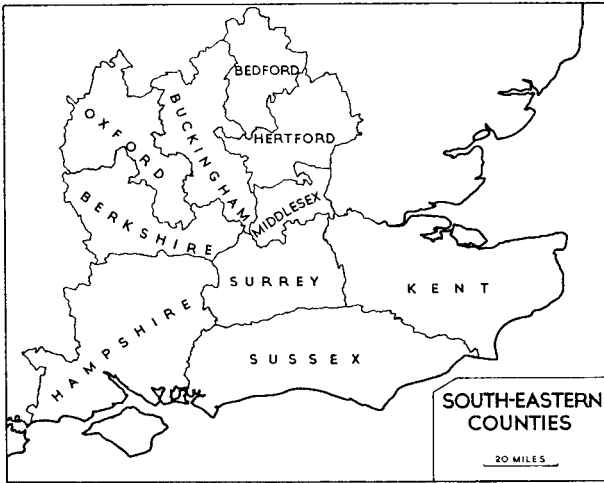 BEDFORD
OXFORD
BUCKINGHAM
HERTFORD
BERKSHIRE
MIDDLESEX
SURREY
KENT
HAMPSHIRE
SUSSEX
SOUTH-EASTERN
COUNTIES
20 MILES